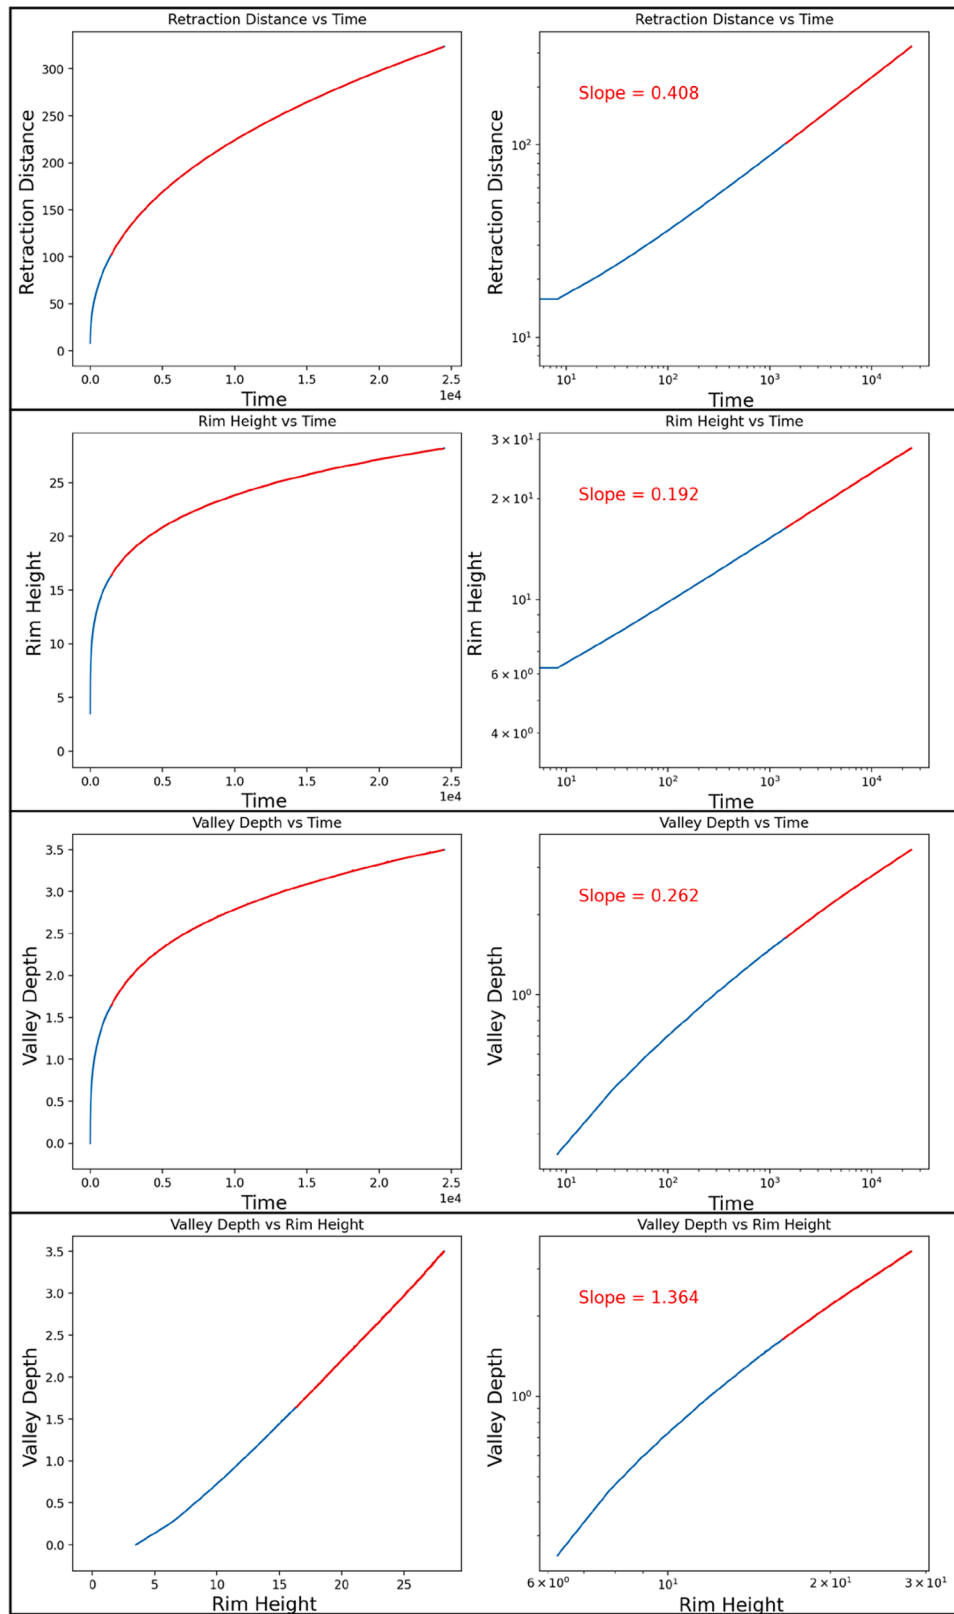 Retraction Distance vs Time
Retraction Distance
300
250
200
150
100
50
0
0.0 0.5 1.0 1.5 2.0 2.5
1e4
Time
Retraction Distance vs Time
Retraction Distance
Slope = 0.408
10²
10¹
10¹ 10² 10³ 10⁴
Time
Rim Height vs Time
Rim Height
25
20
15
10
5
0
0.0 0.5 1.0 1.5 2.0 2.5
1e4
Time
Rim Height vs Time
Rim Height
Slope = 0.192
3 × 10¹
2 × 10¹
10¹
6 × 10⁰
4 × 10⁰
10¹ 10² 10³ 10⁴
Time
Valley Depth vs Time
Valley Depth
3.5
3.0
2.5
2.0
1.5
1.0
0.5
0.0
0.0 0.5 1.0 1.5 2.0 2.5
1e4
Time
Valley Depth vs Time
Valley Depth
Slope = 0.262
10⁰
10¹ 10² 10³ 10⁴
Time
Valley Depth vs Rim Height
Valley Depth
3.5
3.0
2.5
2.0
1.5
1.0
0.5
0.0
0 5 10 15 20 25
Rim Height
Valley Depth vs Rim Height
Valley Depth
Slope = 1.364
10⁰
6 × 10⁰ 10¹ 2 × 10¹ 3 × 10¹
Rim Height